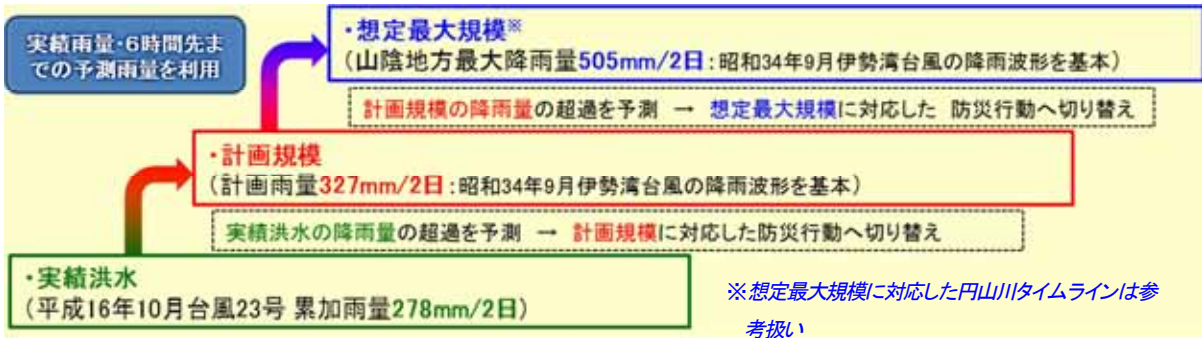 実績雨量・6時間先ま
での予測雨量を利用
・想定最大規模※
(山陰地方最大降雨量505mm/2日:昭和34年9月伊勢湾台風の降雨波形を基本)
計画規模の降雨量の超過を予測 → 想定最大規模に対応した 防災行動へ切り替え
・計画規模
(計画雨量327mm/2日:昭和34年9月伊勢湾台風の降雨波形を基本)
実績洪水の降雨量の超過を予測 → 計画規模に対応した防災行動へ切り替え
・実績洪水
(平成16年10月台風23号 累加雨量278mm/2日)
※想定最大規模に対応した円山川タイムラインは参
考扱い